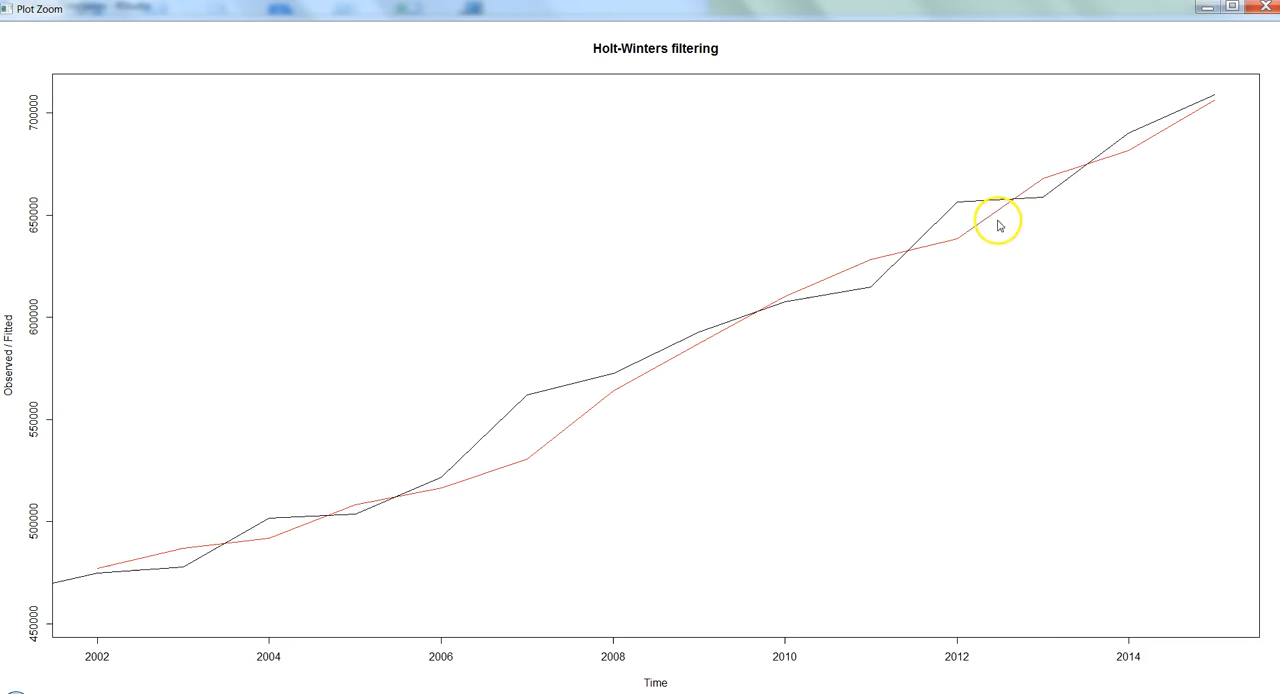 Plot Zoom
Holt-Winters filtering
700000
650000
600000
550000
500000
450000
Observed / Fitted
2002 2004 2006 2008 2010 2012 2014
Time